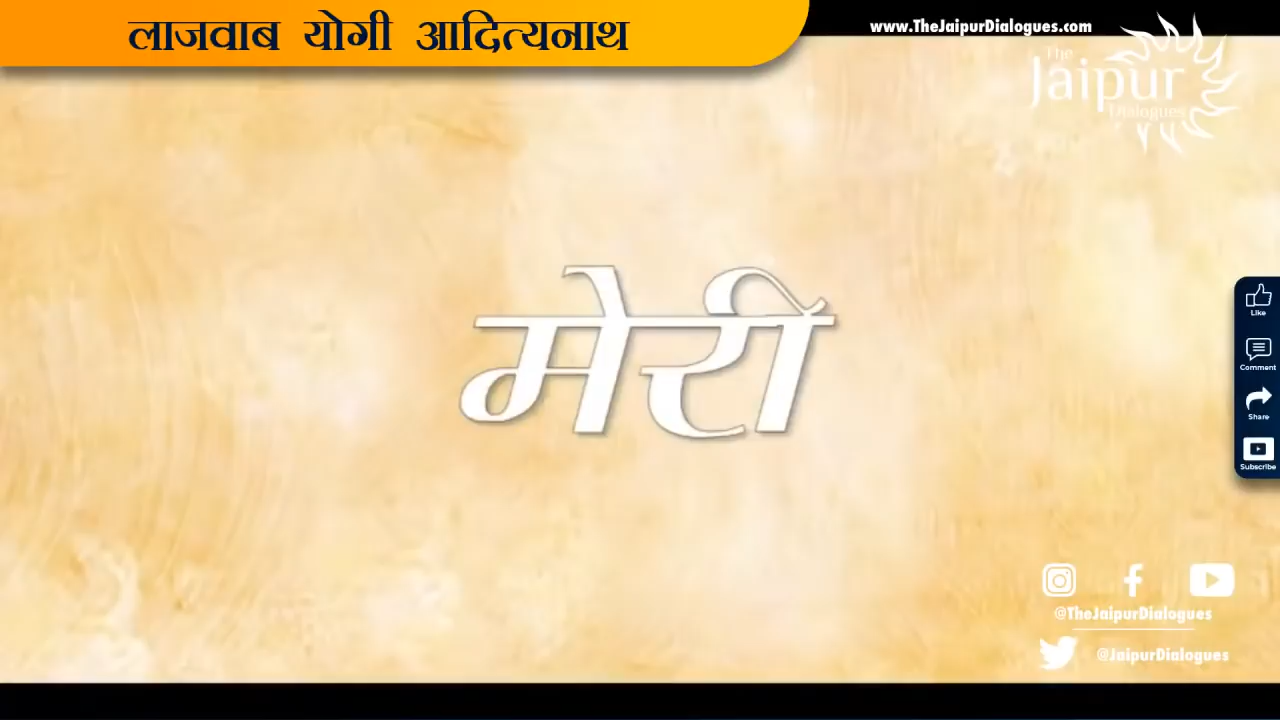 लाजवाब योगी आदित्यनाथ
www.TheJaipurDialogues.com
The
Jaipur
Dialogues
मेरी
Like
Comment
Share
Subscribe
@TheJaipurDialogues
@JaipurDialogues